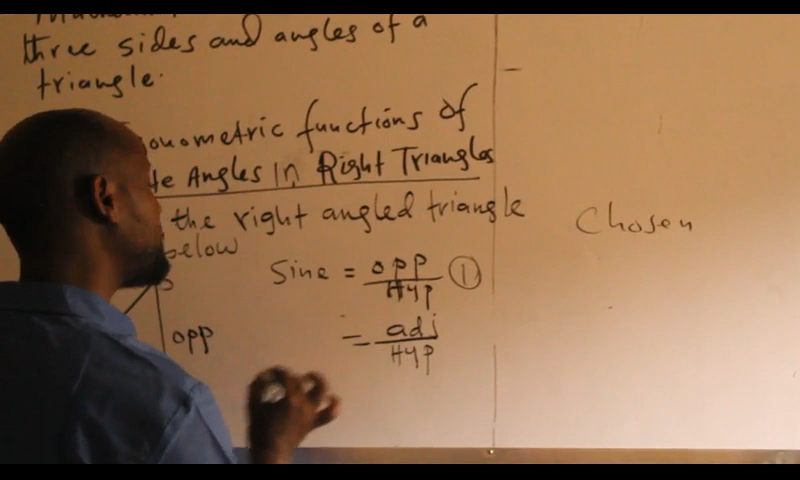 three sides and angles of a
triangle.
onometric functions of
te Angles In Right Triangles
the right angled triangle
below
Chosen
Sine = opp/Hyp ①
opp
= adj/Hyp